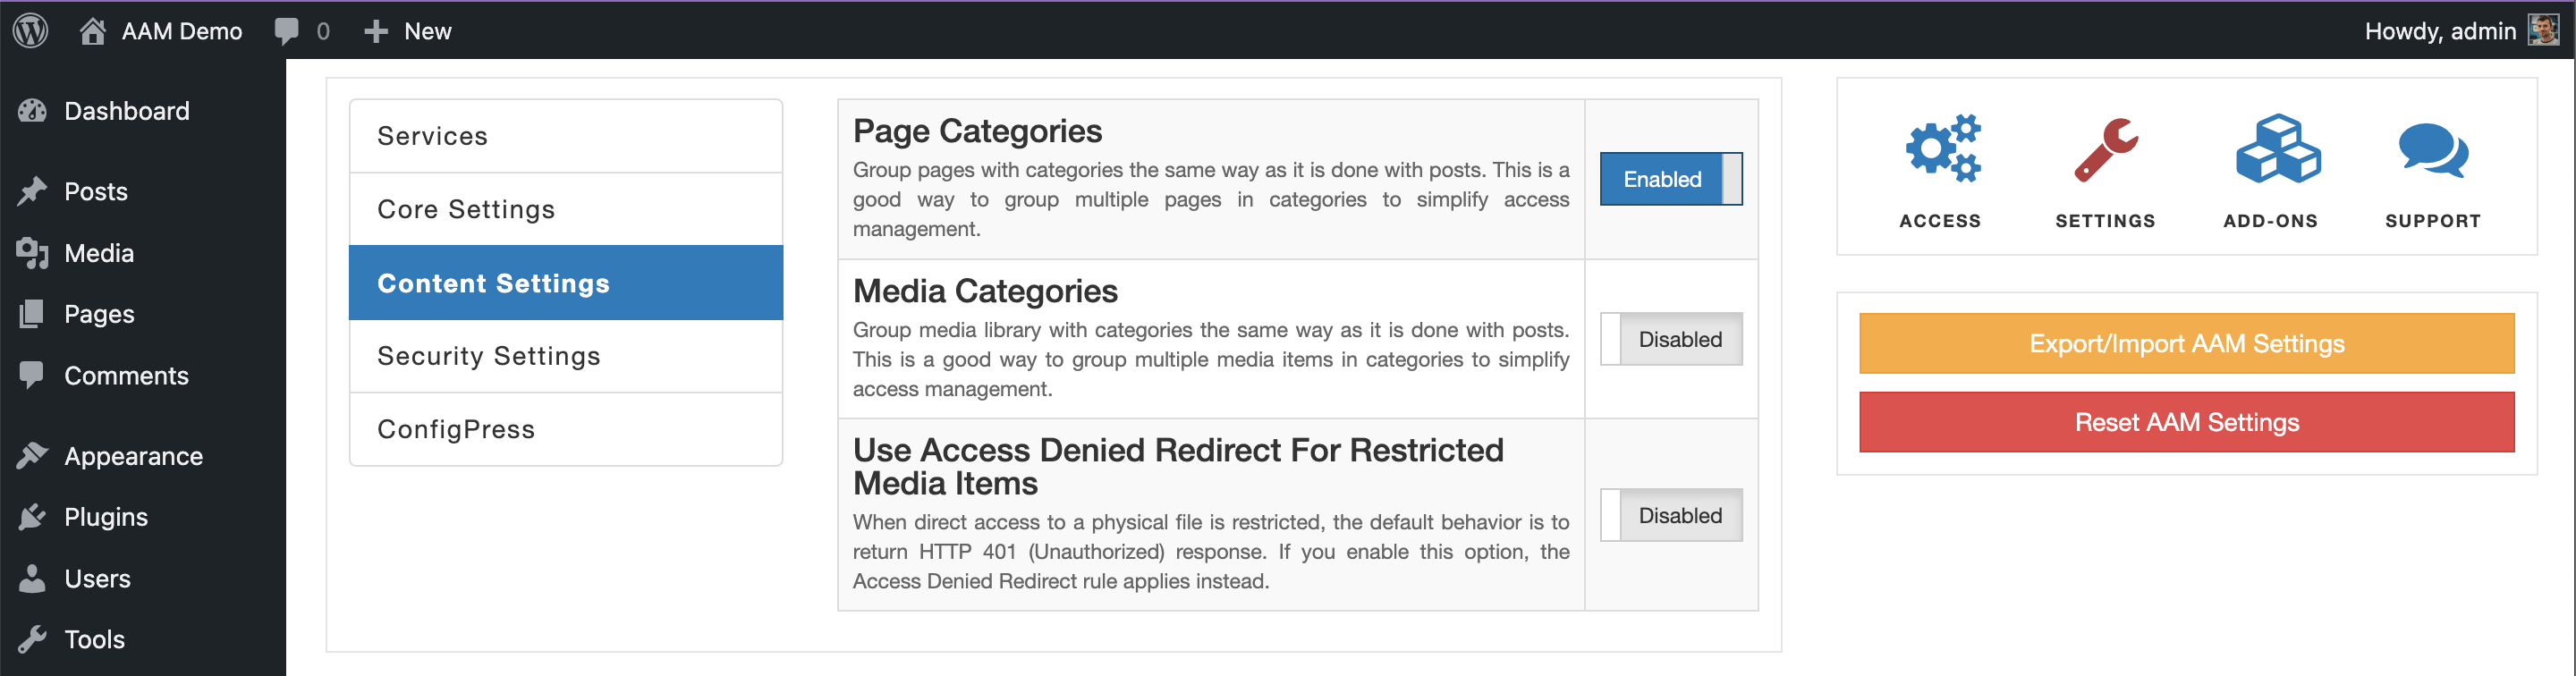 AAM Demo 0 New Howdy, admin
Dashboard
Posts
Media
Pages
Comments
Appearance
Plugins
Users
Tools
Services
Core Settings
Content Settings
Security Settings
ConfigPress
Page Categories
Group pages with categories the same way as it is done with posts. This is a
good way to group multiple pages in categories to simplify access
management.
Enabled
Media Categories
Group media library with categories the same way as it is done with posts.
This is a good way to group multiple media items in categories to simplify
access management.
Disabled
Use Access Denied Redirect For Restricted
Media Items
When direct access to a physical file is restricted, the default behavior is to
return HTTP 401 (Unauthorized) response. If you enable this option, the
Access Denied Redirect rule applies instead.
Disabled
ACCESS SETTINGS ADD-ONS SUPPORT
Export/Import AAM Settings
Reset AAM Settings